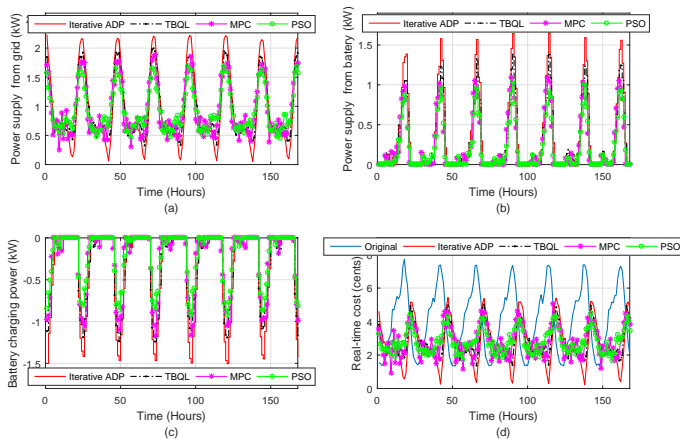 Iterative ADP TBQL MPC PSO
Power supply from grid (kW)
2
1.5
1
0.5
0
0 50 100 150
Time (Hours)
(a)
Iterative ADP TBQL MPC PSO
Power supply from batery (kW)
1.5
1
0.5
0
0 50 100 150
Time (Hours)
(b)
Battery charging power (kW)
0
-0.5
-1
-1.5
Iterative ADP TBQL MPC PSO
0 50 100 150
Time (Hours)
(c)
Original Iterative ADP TBQL MPC PSO
Real-time cost (cents)
8
6
4
2
0
0 50 100 150
Time (Hours)
(d)